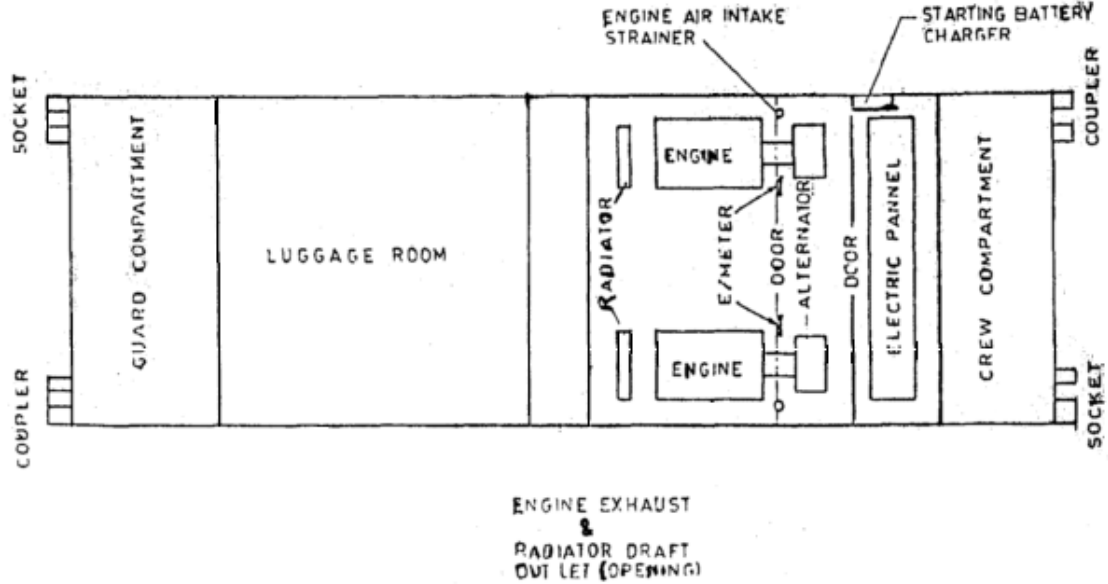 ENGINE AIR INTAKE
STRAINER
STARTING BATTERY
CHARGER
SOCKET
COUPLER
GUARD COMPARTMENT
LUGGAGE ROOM
RADIATOR
ENGINE
ENGINE
E/METER
DOOR
ALTERNATOR
DOOR
ELECTRIC PANNEL
CREW COMPARTMENT
COUPLER
SOCKET
ENGINE EXHAUST
&
RADIATOR DRAFT
OUT LET (OPENING)